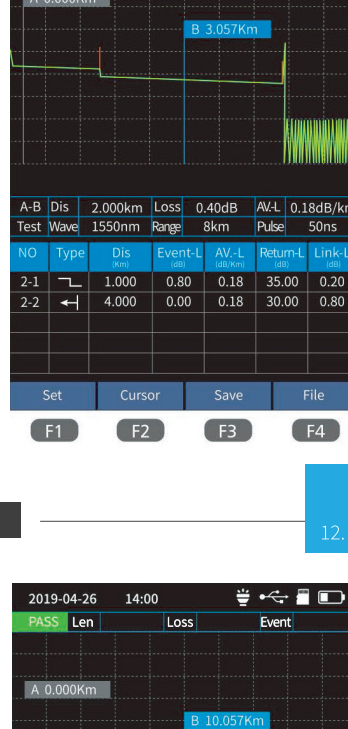 A 0.000Km
B 3.057Km
A-B Dis 2.000km Loss 0.40dB AV.-L 0.18dB/km
Test Wave 1550nm Range 8km Pulse 50ns
NO Type Dis (Km) Event-L (dB) AV.-L (dB/Km) Return-L (dB) Link-L (dB)
2-1 1.000 0.80 0.18 35.00 0.20
2-2 4.000 0.00 0.18 30.00 0.80
Set Cursor Save File
F1 F2 F3 F4
12.
2019-04-26 14:00
PASS Len Loss Event
A 0.000Km
B 10.057Km